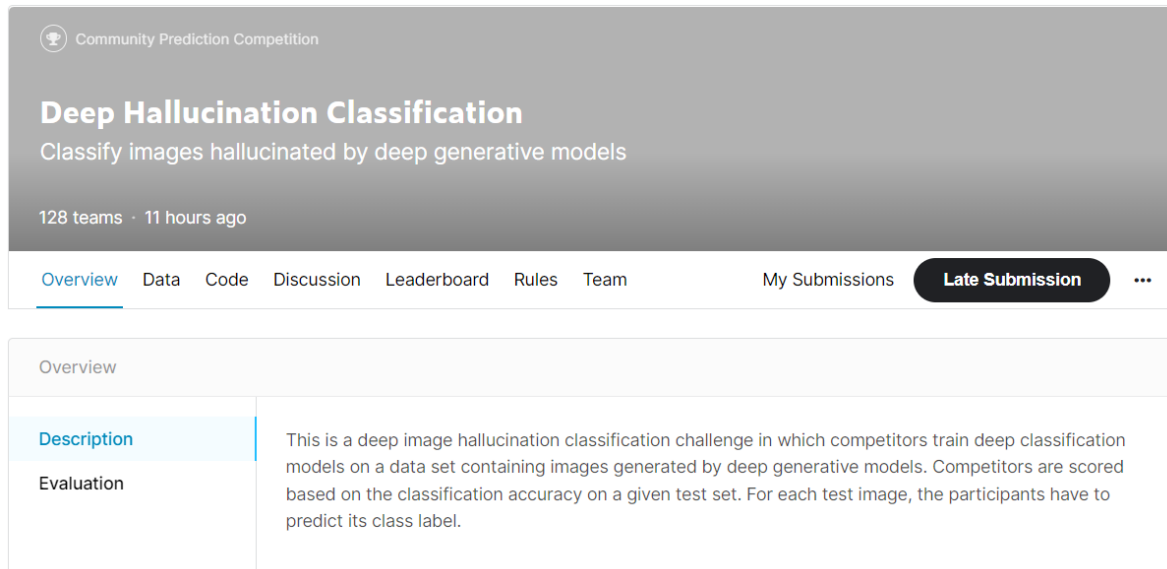 Community Prediction Competition
Deep Hallucination Classification
Classify images hallucinated by deep generative models
128 teams · 11 hours ago
Overview Data Code Discussion Leaderboard Rules Team My Submissions Late Submission •••
Overview
Description
Evaluation
This is a deep image hallucination classification challenge in which competitors train deep classification
models on a data set containing images generated by deep generative models. Competitors are scored
based on the classification accuracy on a given test set. For each test image, the participants have to
predict its class label.